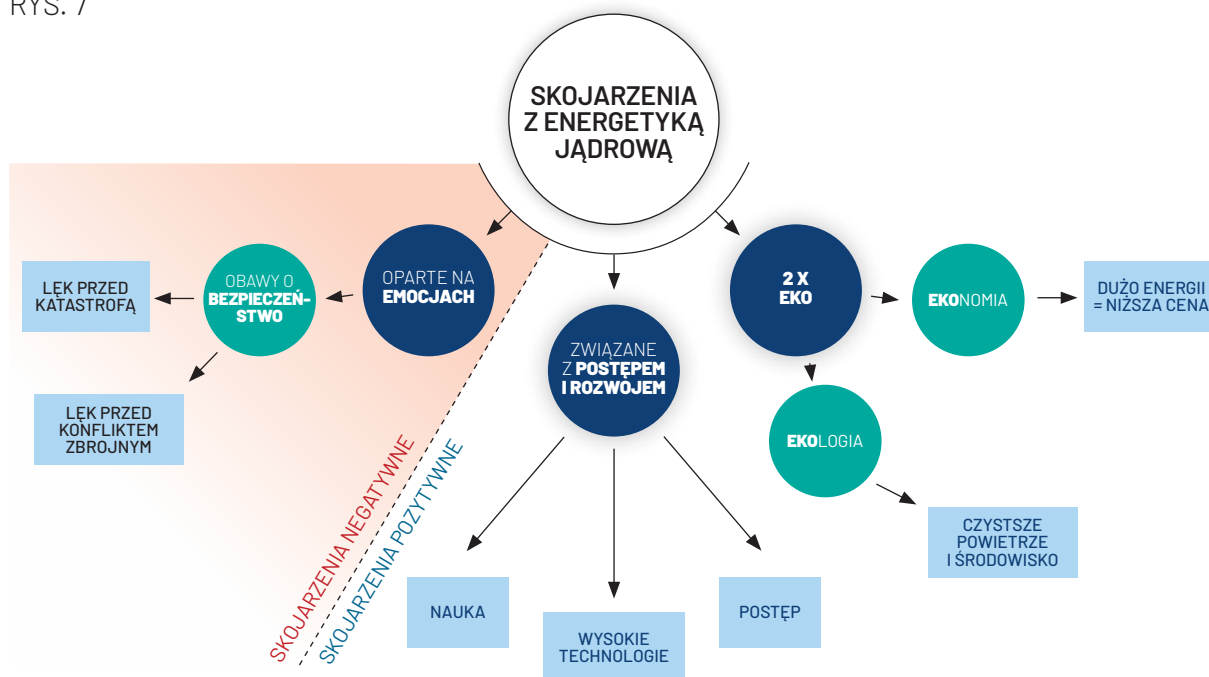 RYS. 7
SKOJARZENIA
Z ENERGETYKĄ
JĄDROWĄ
OPARTE NA
EMOCJACH
OBAWY O
BEZPIECZEŃ-
STWO
LĘK PRZED
KATASTROFĄ
LĘK PRZED
KONFLIKTEM
ZBROJNYM
SKOJARZENIA NEGATYWNE
SKOJARZENIA POZYTYWNE
ZWIĄZANE
Z POSTĘPEM
I ROZWOJEM
NAUKA
WYSOKIE
TECHNOLOGIE
POSTĘP
2 X
EKO
EKONOMIA
DUŻO ENERGII
= NIŻSZA CENA
EKOLOGIA
CZYSTSZE
POWIETRZE
I ŚRODOWISKO